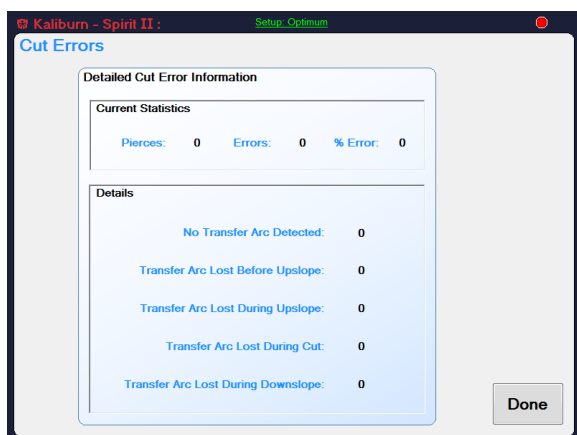 Kaliburn - Spirit II :
Setup: Optimum
Cut Errors
Detailed Cut Error Information
Current Statistics
Pierces: 0 Errors: 0 % Error: 0
Details
No Transfer Arc Detected: 0
Transfer Arc Lost Before Upslope: 0
Transfer Arc Lost During Upslope: 0
Transfer Arc Lost During Cut: 0
Transfer Arc Lost During Downslope: 0
Done